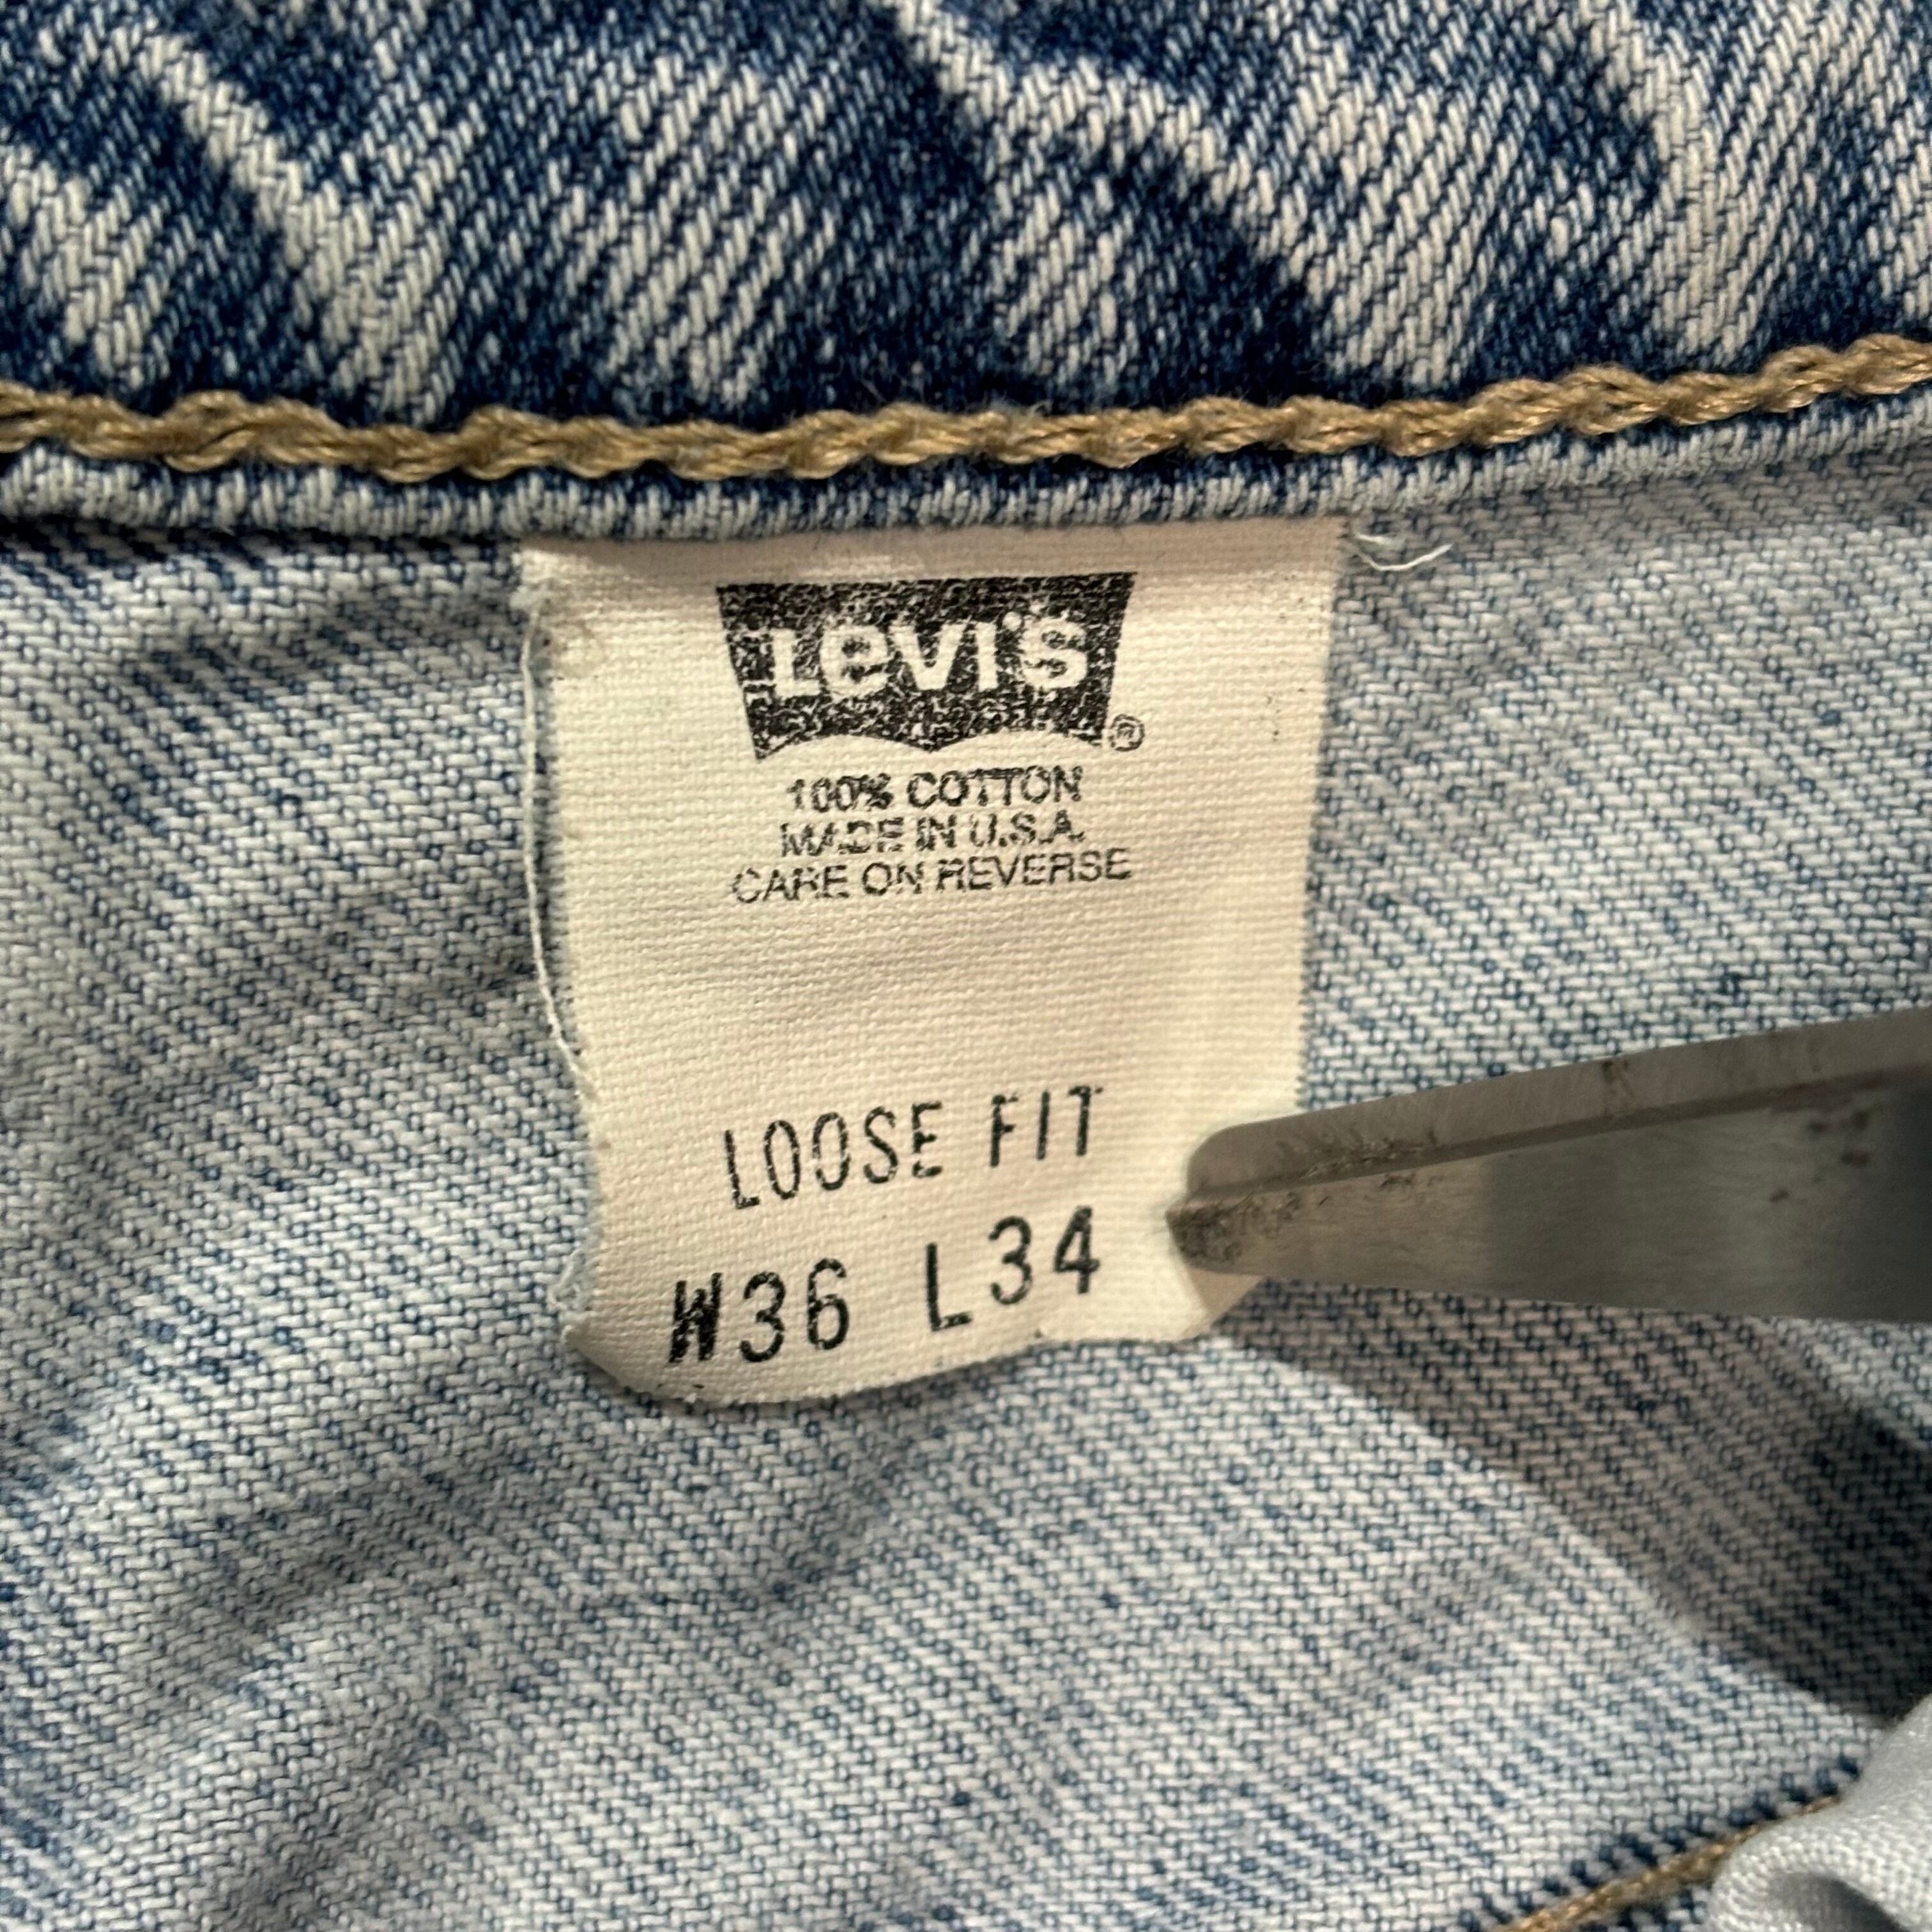 Levi's ®
100% COTTON
MADE IN U.S.A.
CARE ON REVERSE
LOOSE FIT
W36 L34